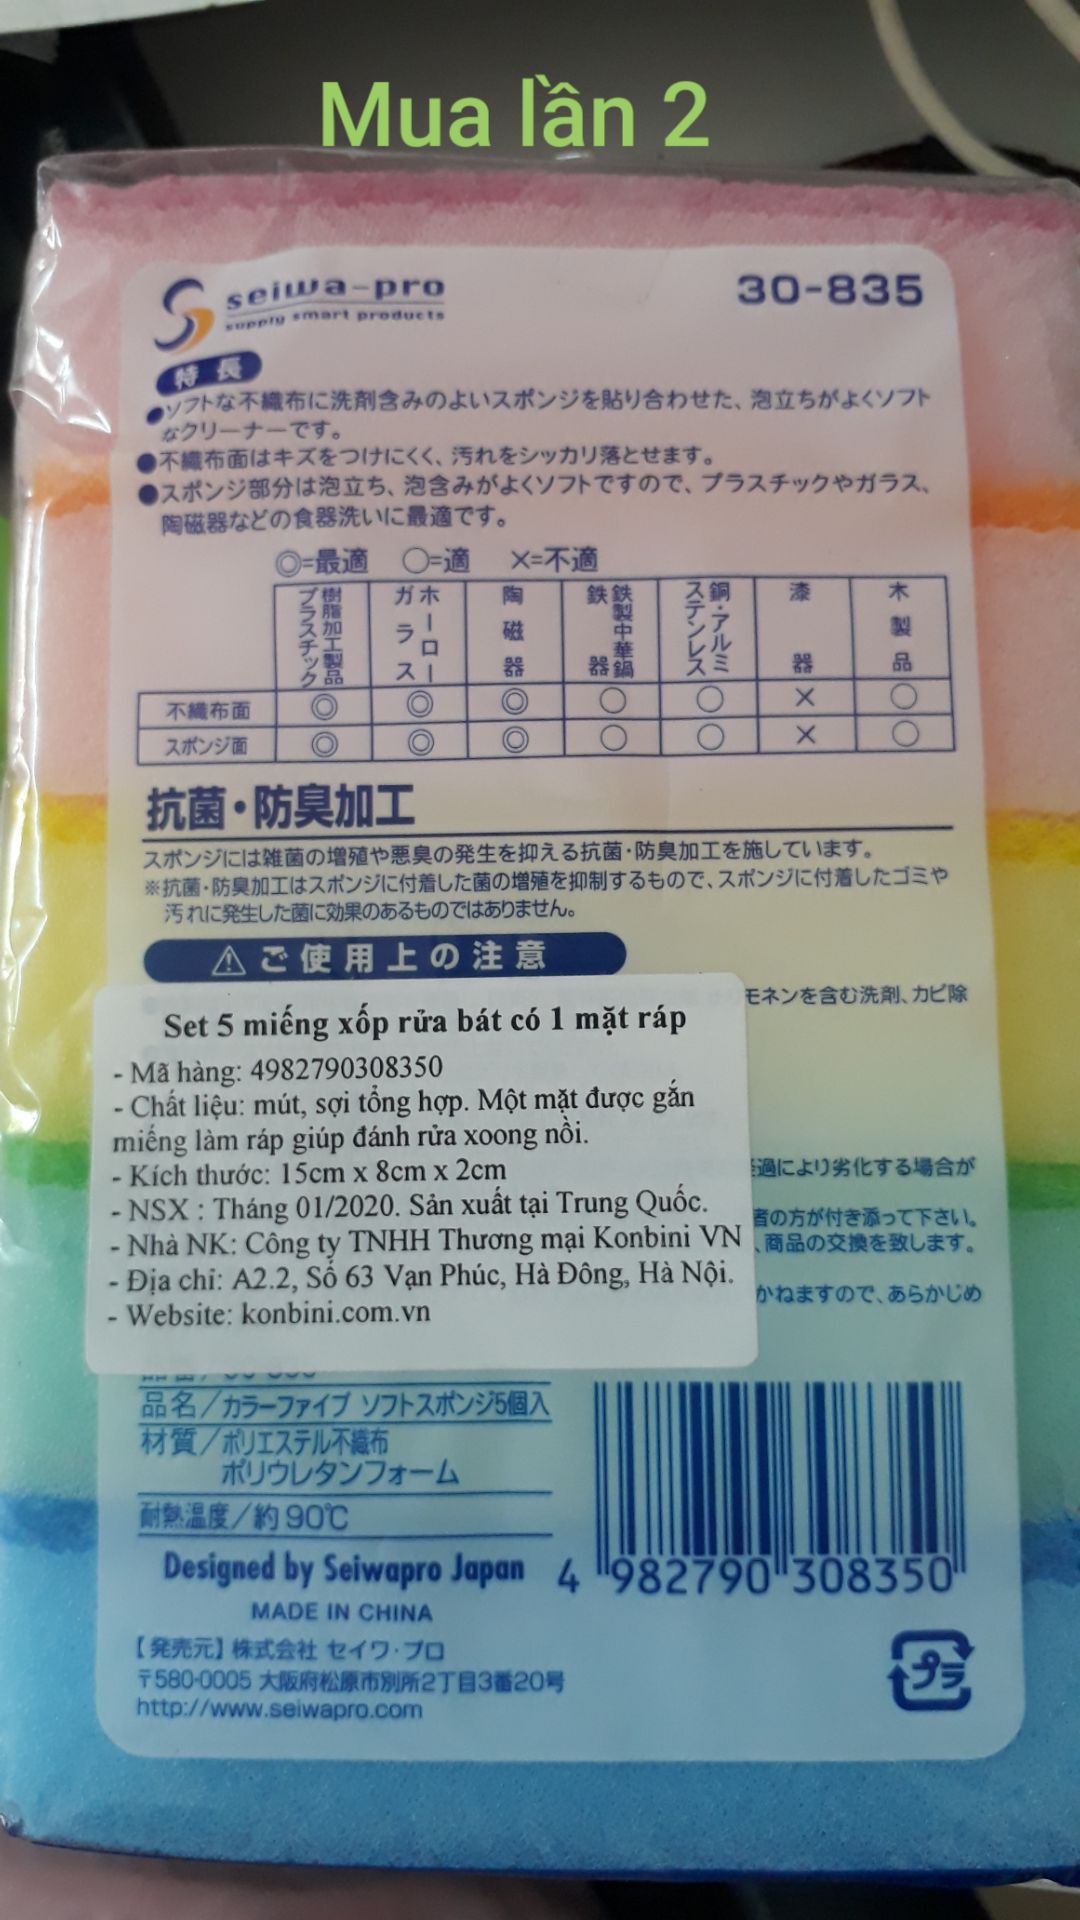 Mua lần 2
seiwa-pro
supply smart products
30-835
特長
●ソフトな不織布に洗剤含みのよいスポンジを貼り合わせた、泡立ちがよくソフト
なクリーナーです。
●不織布面はキズをつけにくく、汚れをシッカリ落とせます。
●スポンジ部分は泡立ち、泡含みがよくソフトですので、プラスチックやガラス、
陶磁器などの食器洗いに最適です。
◎=最適 ○=適 ×=不適
樹脂加工製品 プラスチック ホーロー ガラス 陶磁器 鉄製中華鍋 鉄器 銅・アルミ ステンレス 漆器 木製品
不織布面 ◎ ◎ ◎ ○ ○ × ○
スポンジ面 ◎ ◎ ◎ ○ ○ × ○
抗菌・防臭加工
スポンジには雑菌の増殖や悪臭の発生を抑える抗菌・防臭加工を施しています。
※抗菌・防臭加工はスポンジに付着した菌の増殖を抑制するもので、スポンジに付着したゴミや
汚れに発生した菌に効果のあるものではありません。
⚠ご使用上の注意
モネンを含む洗剤、カビ除
Set 5 miếng xốp rửa bát có 1 mặt ráp
- Mã hàng: 4982790308350
- Chất liệu: mút, sợi tổng hợp. Một mặt được gắn
miếng làm ráp giúp đánh rửa xoong nồi.
- Kích thước: 15cm x 8cm x 2cm
- NSX : Tháng 01/2020. Sản xuất tại Trung Quốc.
- Nhà NK: Công ty TNHH Thương mại Konbini VN
- Địa chỉ: A2.2, Số 63 Vạn Phúc, Hà Đông, Hà Nội.
- Website: konbini.com.vn
過により劣化する場合が
者の方が付き添って下さい。
、商品の交換を致します。
かねますので、あらかじめ
品名/カラーファイブ ソフトスポンジ5個入
材質/ポリエステル不織布
ポリウレタンフォーム
耐熱温度/約90℃
Designed by Seiwapro Japan
4 982790 308350
MADE IN CHINA
【発売元】株式会社 セイワ・プロ
〒580-0005 大阪府松原市別所2丁目3番20号
http://www.seiwapro.com
プラ